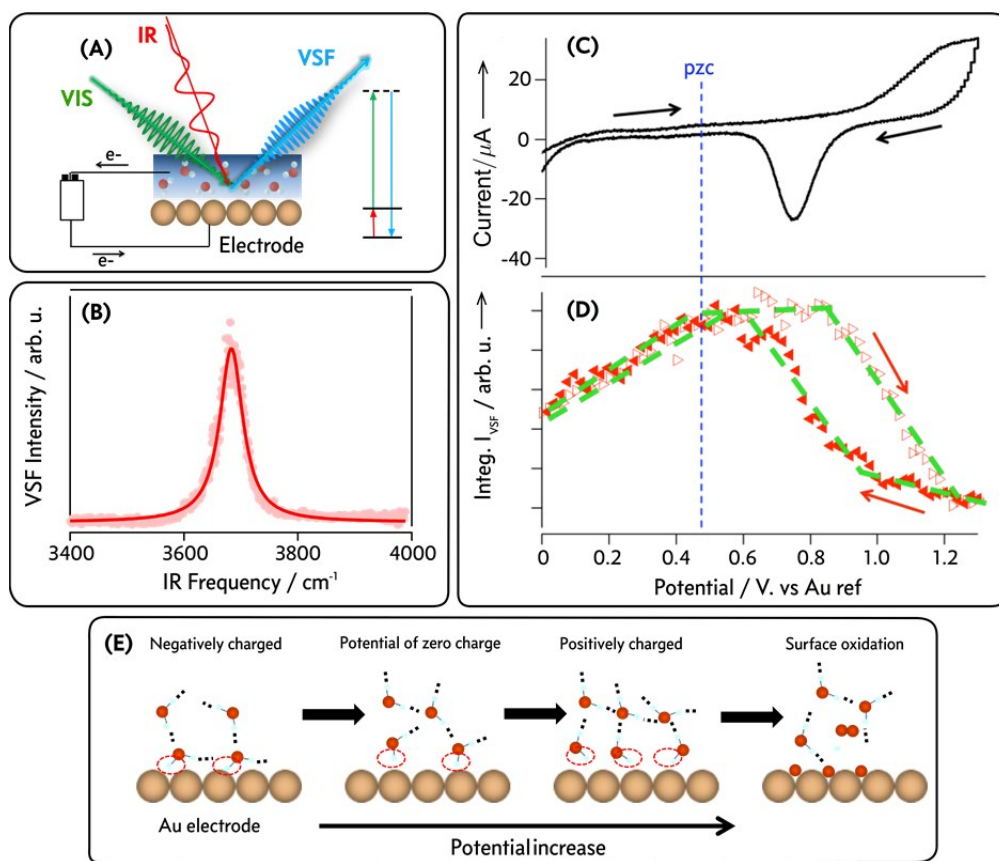 (A)
IR
VSF
VIS
e-
Electrode
e-
(B)
VSF Intensity / arb. u.
3400 3600 3800 4000
IR Frequency / cm⁻¹
(C)
pzc
Current/μA
20
0
-20
-40
(D)
Integ. I_VSF / arb. u.
0 0.2 0.4 0.6 0.8 1.0 1.2
Potential / V. vs Au ref
(E)
Negatively charged
Potential of zero charge
Positively charged
Surface oxidation
Au electrode
Potential increase